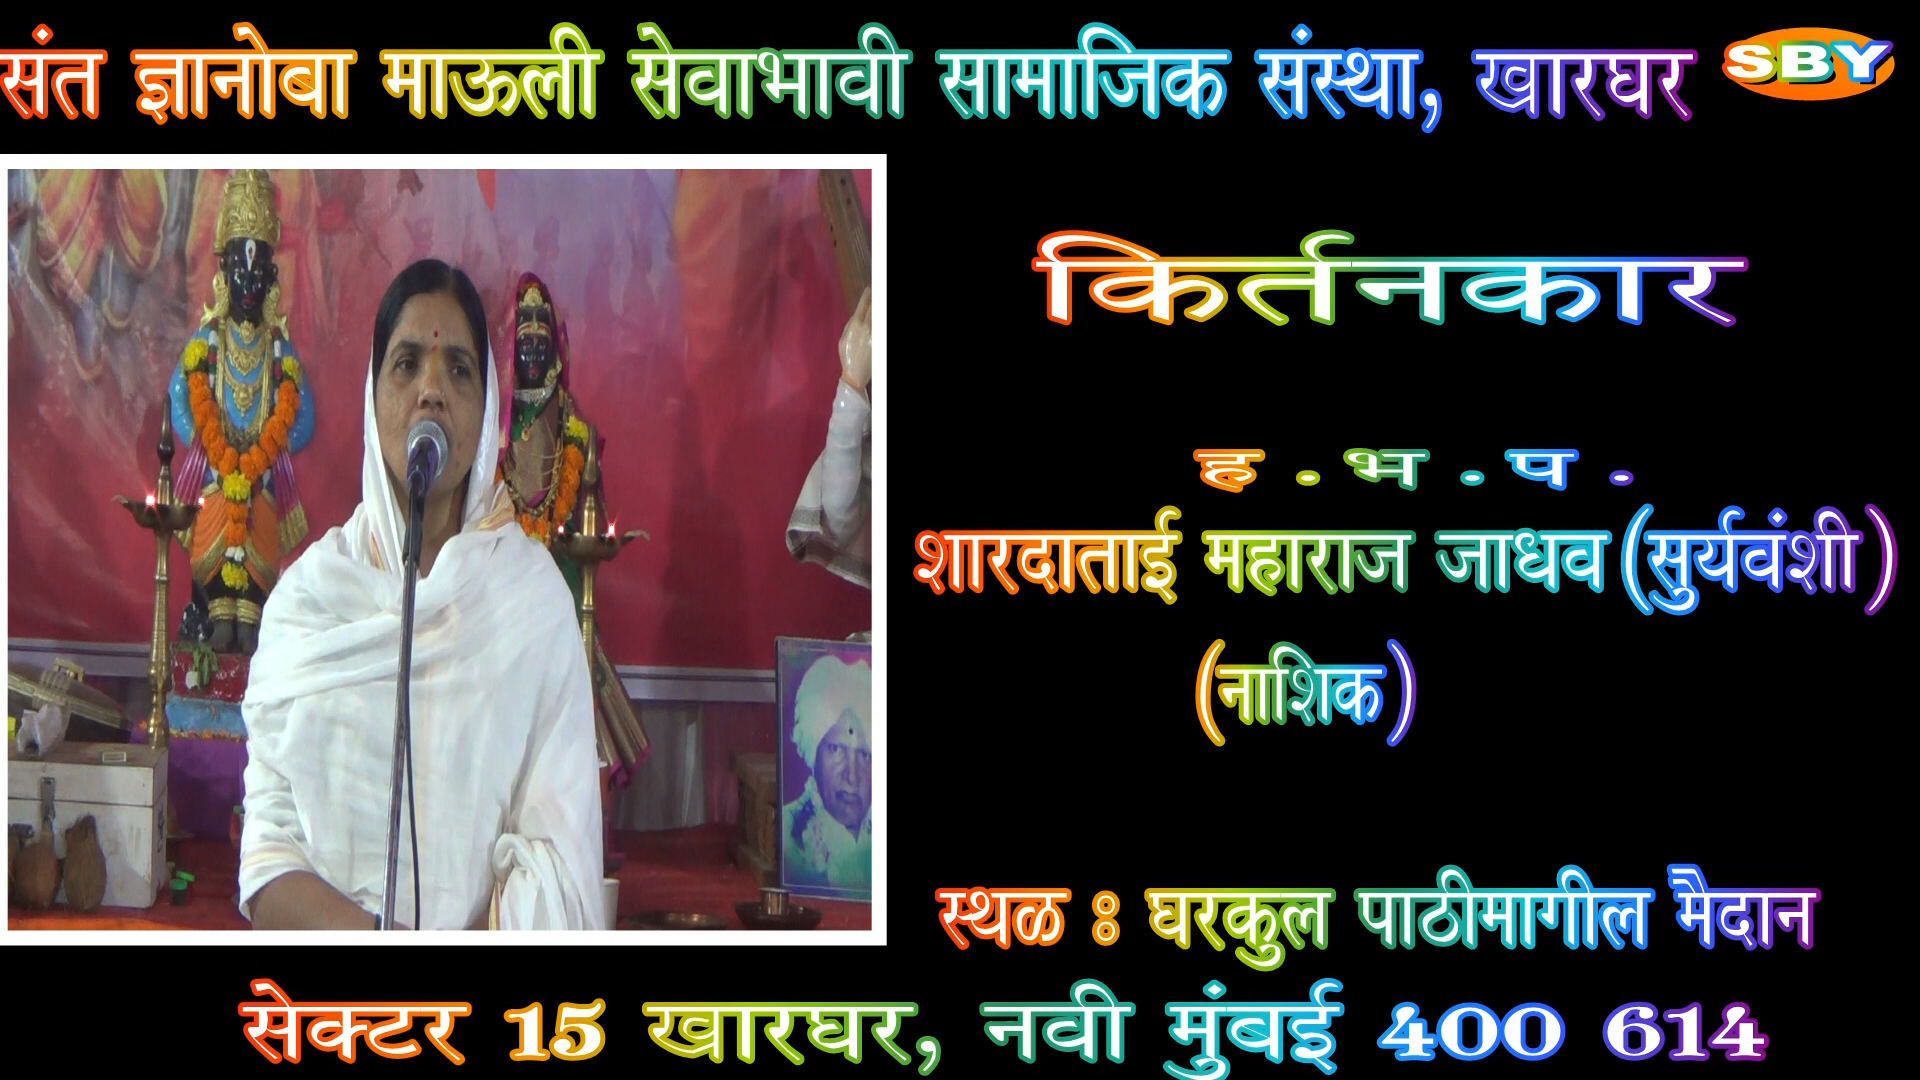 संत ज्ञानोबा माऊली सेवाभावी सामाजिक संस्था, खारघर
SBY
किर्तनकार
ह . भ . प .
शारदाताई महाराज जाधव (सुर्यवंशी)
(नाशिक)
स्थळ : घरकुल पाठीमागील मैदान
सेक्टर 15 खारघर, नवी मुंबई 400 614